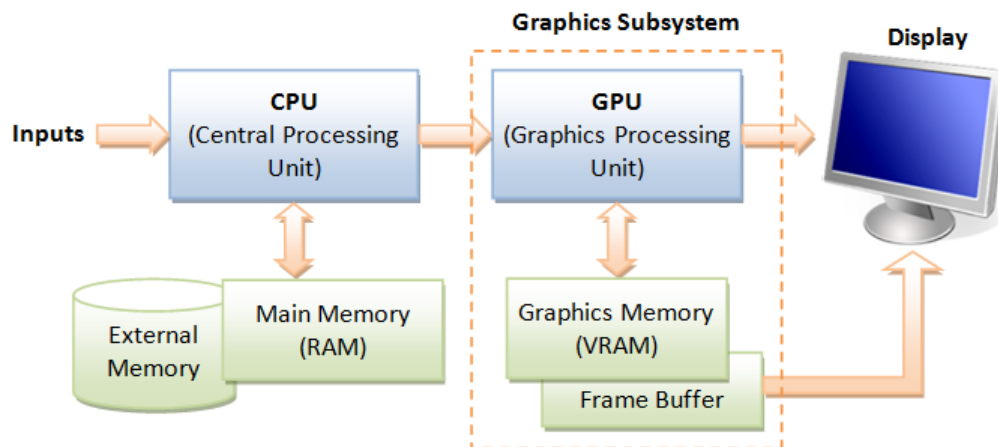 Graphics Subsystem
Display
Inputs
CPU
(Central Processing
Unit)
GPU
(Graphics Processing
Unit)
External
Memory
Main Memory
(RAM)
Graphics Memory
(VRAM)
Frame Buffer